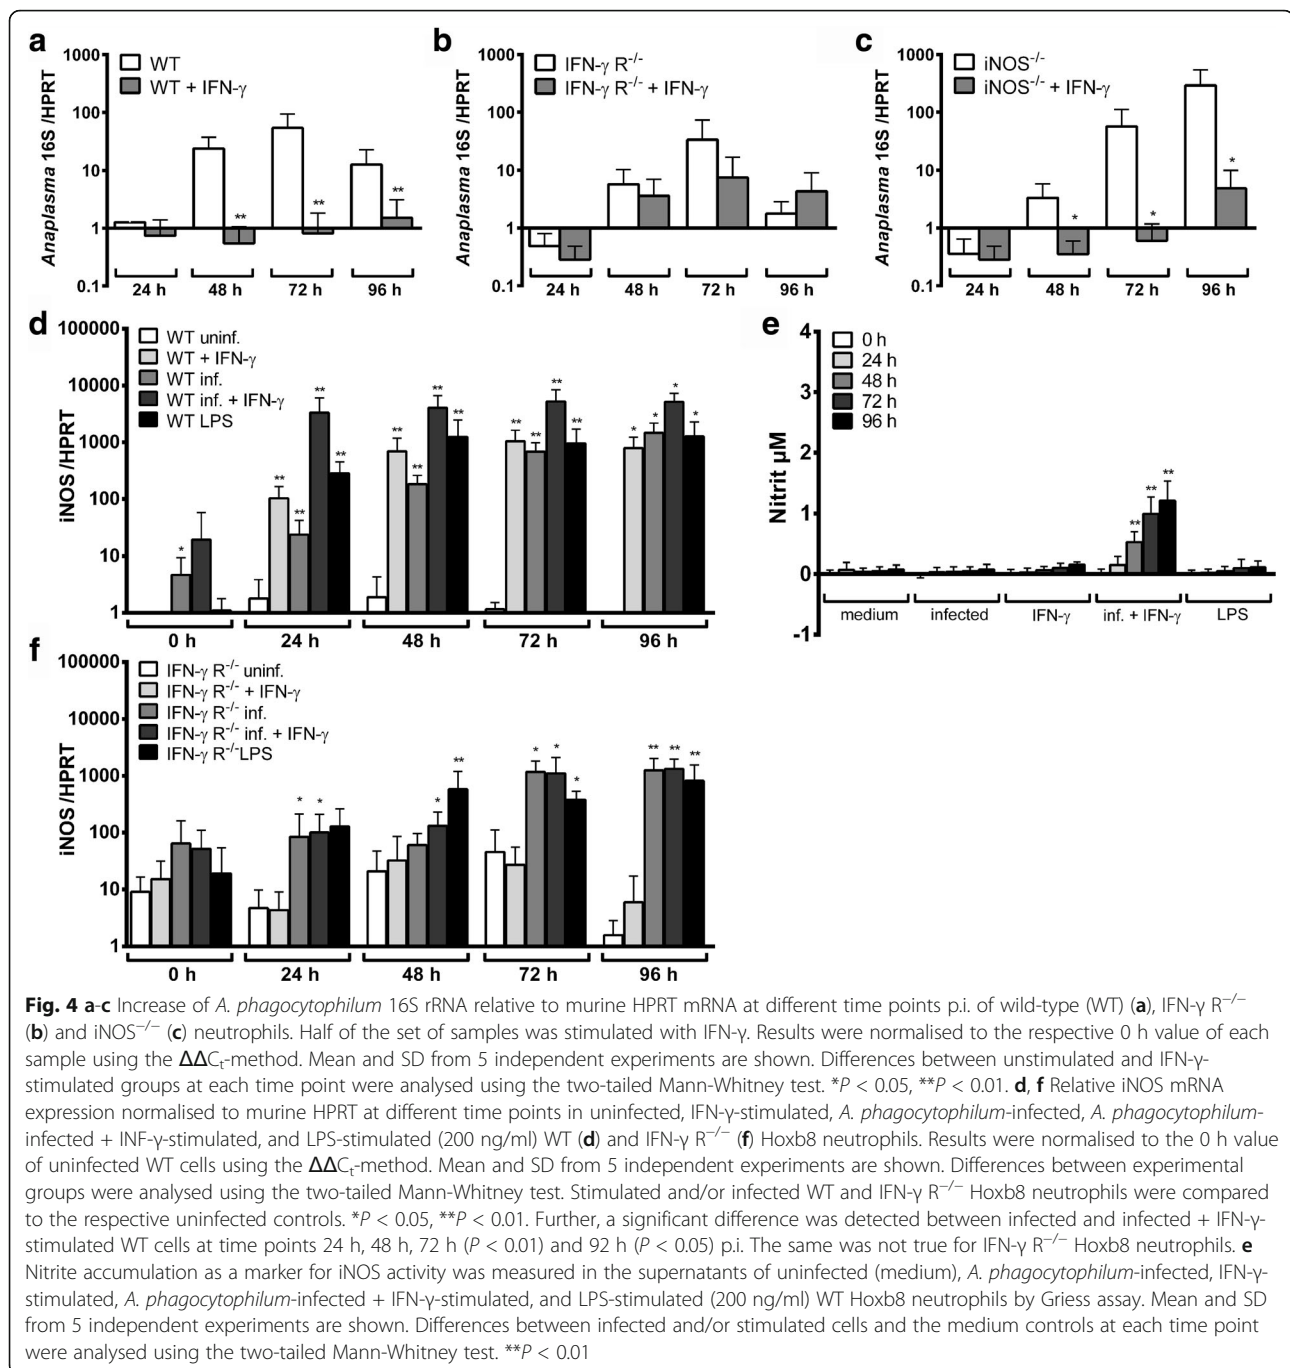 a
1000
100
10
1
0.1
Anaplasma 16S /HPRT
WT
WT + IFN-γ
** ** **
24 h 48 h 72 h 96 h
b
1000
100
10
1
0.1
Anaplasma 16S /HPRT
IFN-γ R⁻/⁻
IFN-γ R⁻/⁻ + IFN-γ
24 h 48 h 72 h 96 h
c
1000
100
10
1
0.1
Anaplasma 16S /HPRT
iNOS⁻/⁻
iNOS⁻/⁻ + IFN-γ
* * *
24 h 48 h 72 h 96 h
d
100000
10000
1000
100
10
1
iNOS /HPRT
WT uninf.
WT + IFN-γ
WT inf.
WT inf. + IFN-γ
WT LPS
* ** ** ** ** ** ** ** ** ** ** ** ** * * * *
0 h 24 h 48 h 72 h 96 h
e
4
3
2
1
0
-1
Nitrit µM
0 h
24 h
48 h
72 h
96 h
** ** **
medium infected IFN-γ inf. + IFN-γ LPS
f
100000
10000
1000
100
10
1
iNOS /HPRT
IFN-γ R⁻/⁻ uninf.
IFN-γ R⁻/⁻ + IFN-γ
IFN-γ R⁻/⁻ inf.
IFN-γ R⁻/⁻ inf. + IFN-γ
IFN-γ R⁻/⁻LPS
* * * ** * * * ** ** **
0 h 24 h 48 h 72 h 96 h
Fig. 4 a-c Increase of A. phagocytophilum 16S rRNA relative to murine HPRT mRNA at different time points p.i. of wild-type (WT) (a), IFN-γ R⁻/⁻
(b) and iNOS⁻/⁻ (c) neutrophils. Half of the set of samples was stimulated with IFN-γ. Results were normalised to the respective 0 h value of each
sample using the ΔΔCₜ-method. Mean and SD from 5 independent experiments are shown. Differences between unstimulated and IFN-γ-
stimulated groups at each time point were analysed using the two-tailed Mann-Whitney test. *P < 0.05, **P < 0.01. d, f Relative iNOS mRNA
expression normalised to murine HPRT at different time points in uninfected, IFN-γ-stimulated, A. phagocytophilum-infected, A. phagocytophilum-
infected + INF-γ-stimulated, and LPS-stimulated (200 ng/ml) WT (d) and IFN-γ R⁻/⁻ (f) Hoxb8 neutrophils. Results were normalised to the 0 h value
of uninfected WT cells using the ΔΔCₜ-method. Mean and SD from 5 independent experiments are shown. Differences between experimental
groups were analysed using the two-tailed Mann-Whitney test. Stimulated and/or infected WT and IFN-γ R⁻/⁻ Hoxb8 neutrophils were compared
to the respective uninfected controls. *P < 0.05, **P < 0.01. Further, a significant difference was detected between infected and infected + IFN-γ-
stimulated WT cells at time points 24 h, 48 h, 72 h (P < 0.01) and 92 h (P < 0.05) p.i. The same was not true for IFN-γ R⁻/⁻ Hoxb8 neutrophils. e
Nitrite accumulation as a marker for iNOS activity was measured in the supernatants of uninfected (medium), A. phagocytophilum-infected, IFN-γ-
stimulated, A. phagocytophilum-infected + IFN-γ-stimulated, and LPS-stimulated (200 ng/ml) WT Hoxb8 neutrophils by Griess assay. Mean and SD
from 5 independent experiments are shown. Differences between infected and/or stimulated cells and the medium controls at each time point
were analysed using the two-tailed Mann-Whitney test. **P < 0.01